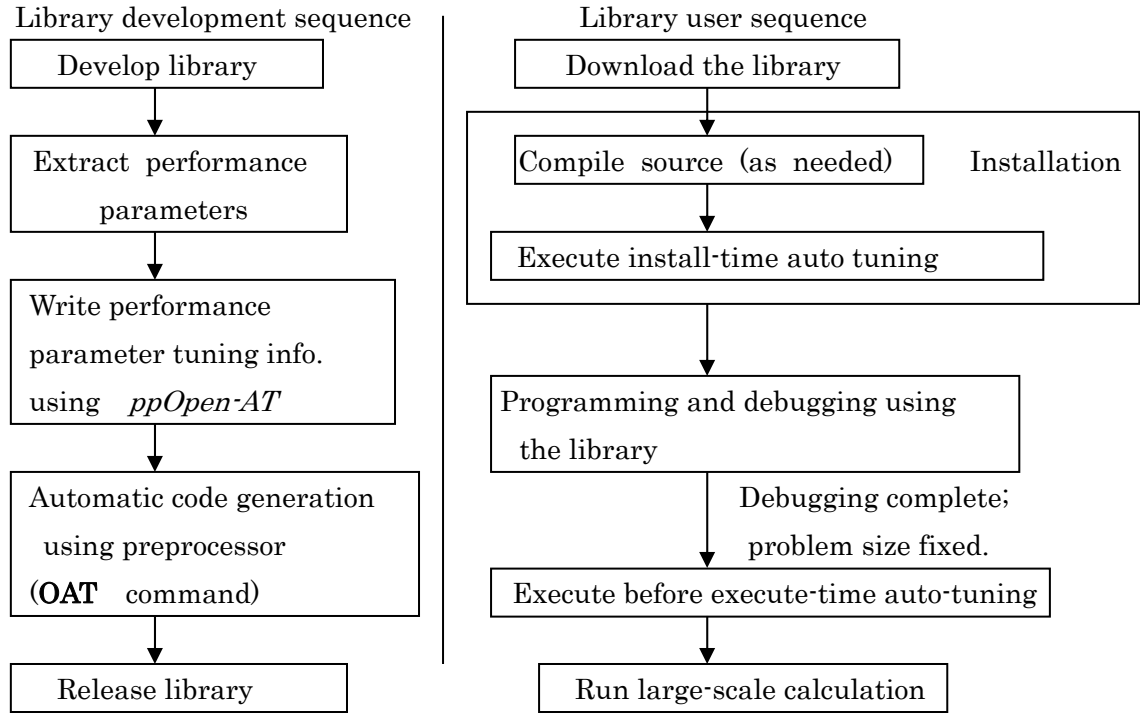 Library development sequence
Develop library
Extract performance
parameters
Write performance
parameter tuning info.
using ppOpen-AT
Automatic code generation
using preprocessor
(OAT command)
Release library
Library user sequence
Download the library
Compile source (as needed)
Installation
Execute install-time auto tuning
Programming and debugging using
the library
Debugging complete;
problem size fixed.
Execute before execute-time auto-tuning
Run large-scale calculation